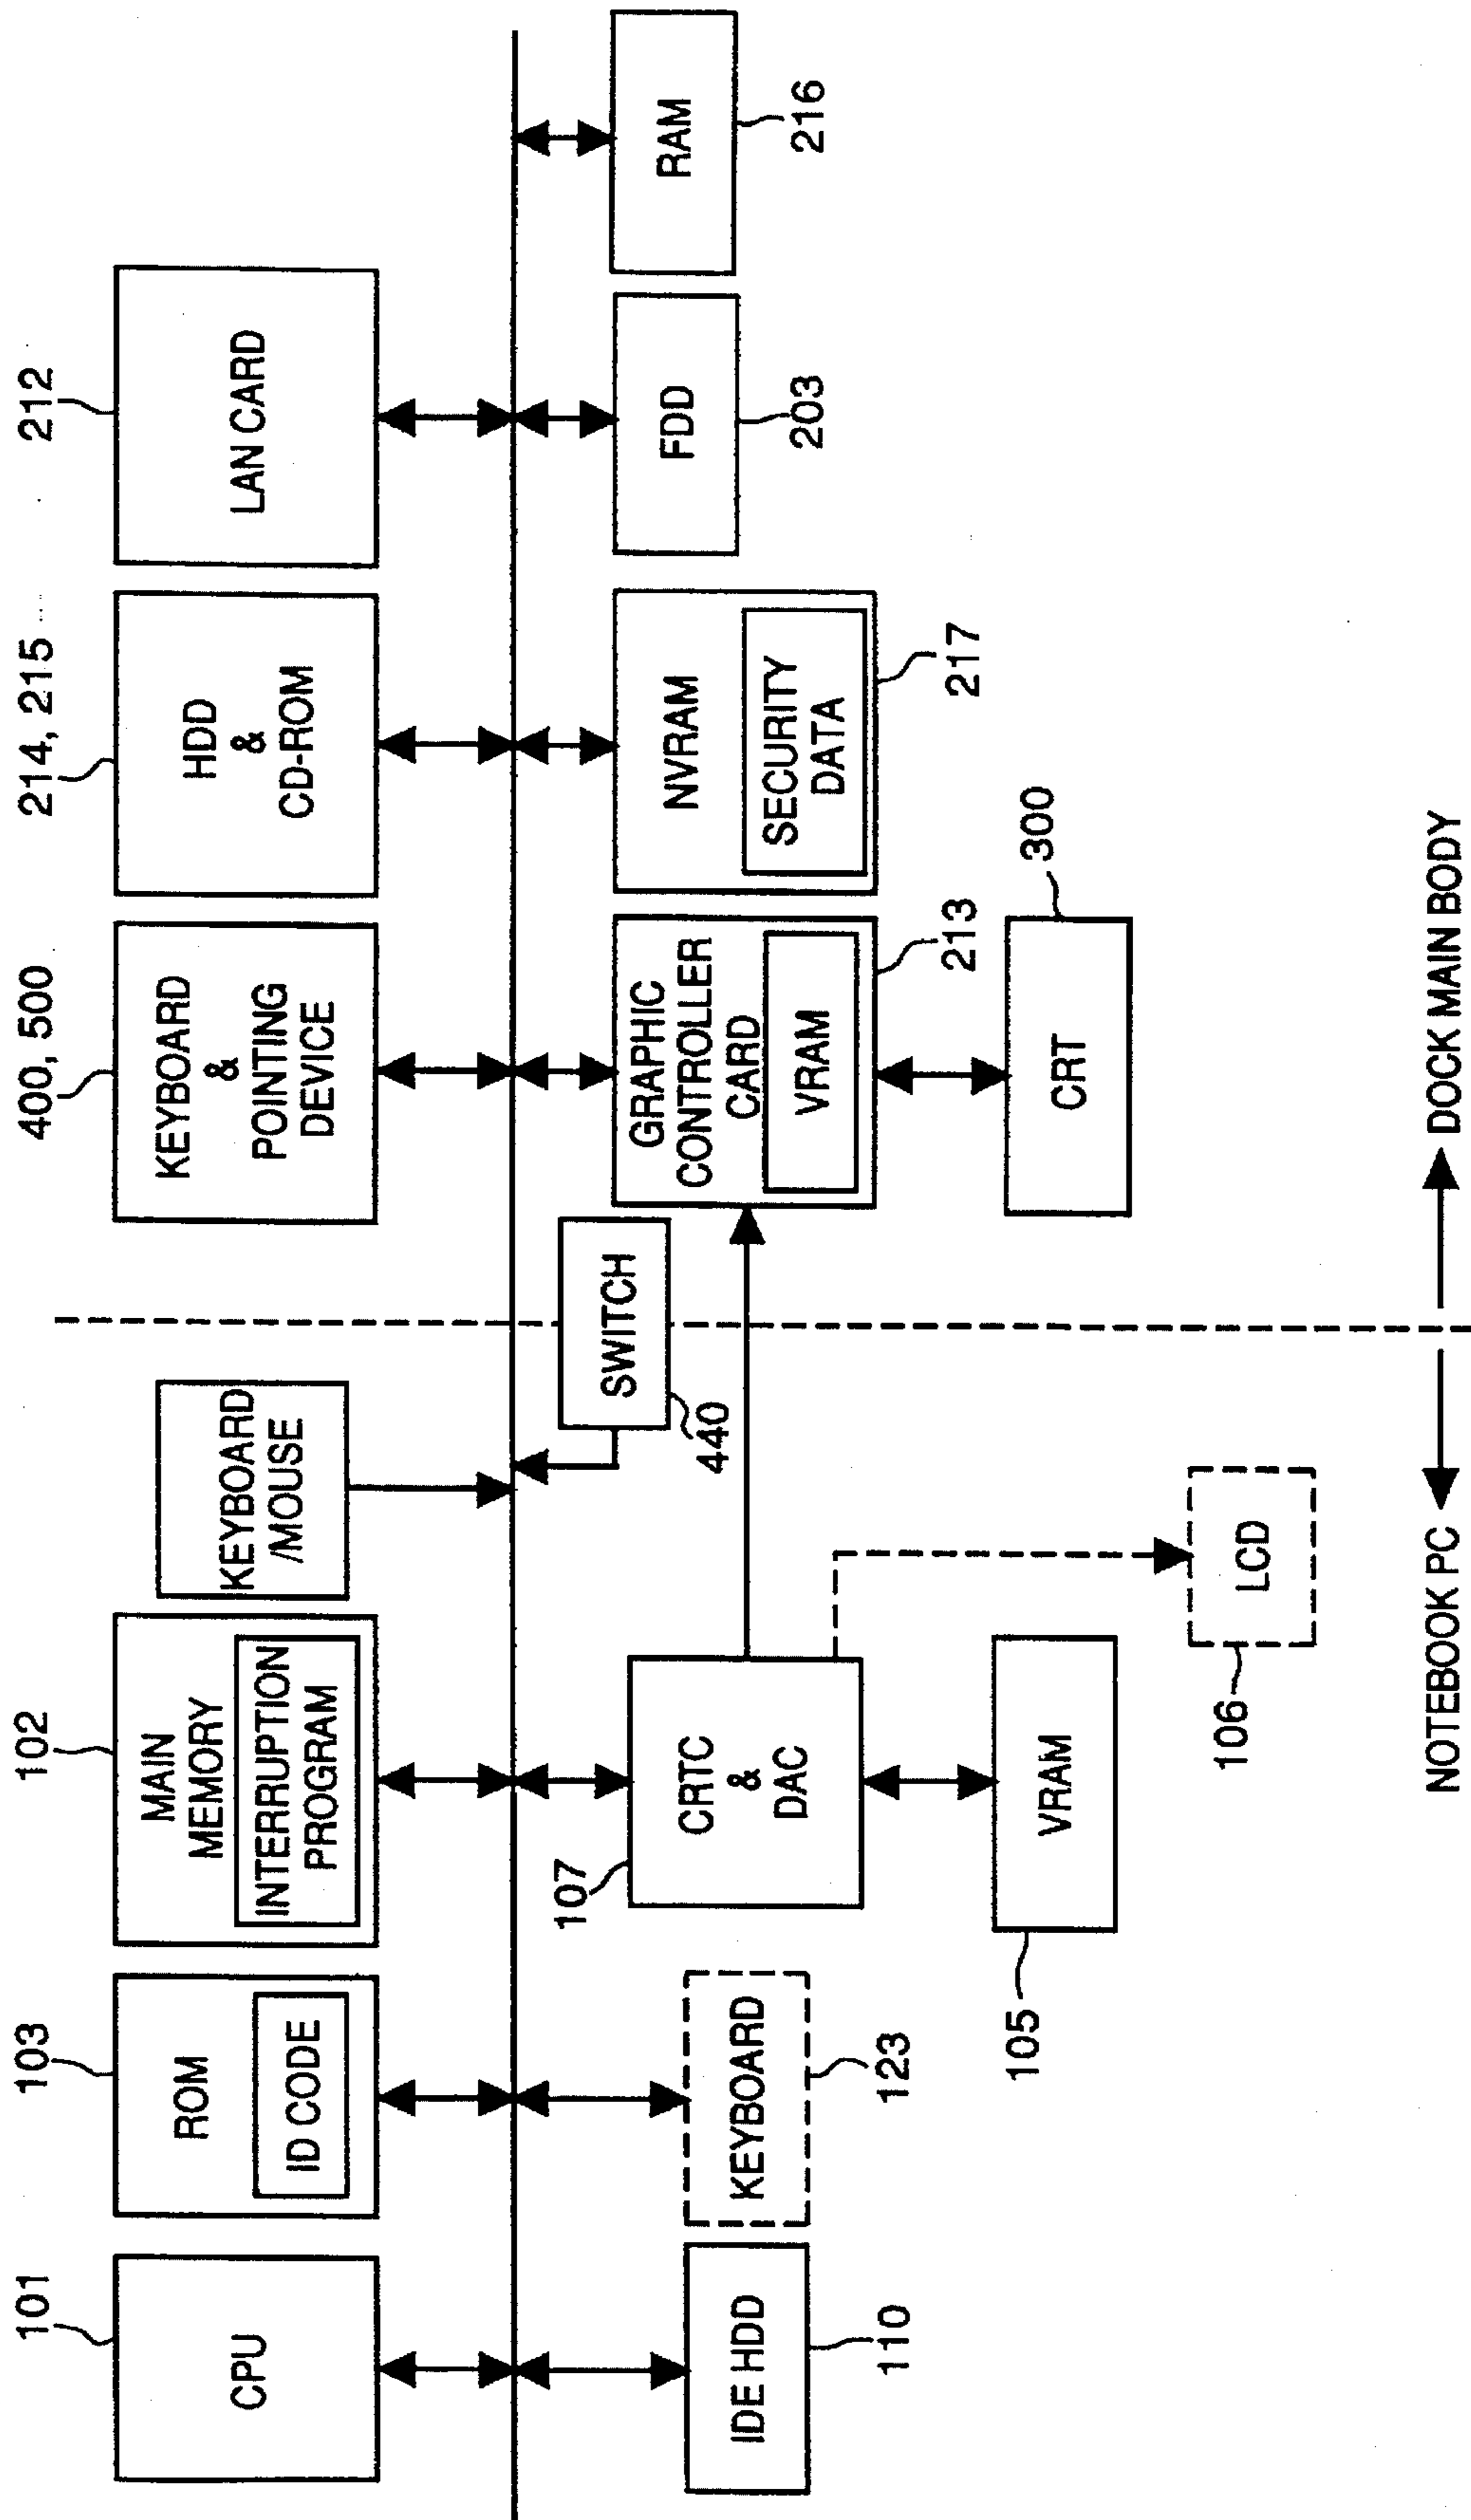 101
CPU
103
ROM
ID CODE
102
MAIN
MEMORY
INTERRUPTION
PROGRAM
KEYBOARD
/MOUSE
400, 500
KEYBOARD
&
POINTING
DEVICE
214, 215
HDD
&
CD-ROM
212
LAN CARD
IDE HDD
110
KEYBOARD
123
107
CRTC
&
DAC
VRAM
105
LCD
106
SWITCH
440
GRAPHIC
CONTROLLER
CARD
VRAM
213
CRT
300
NVRAM
SECURITY
DATA
217
FDD
203
RAM
216
NOTEBOOK PC
DOCK MAIN BODY